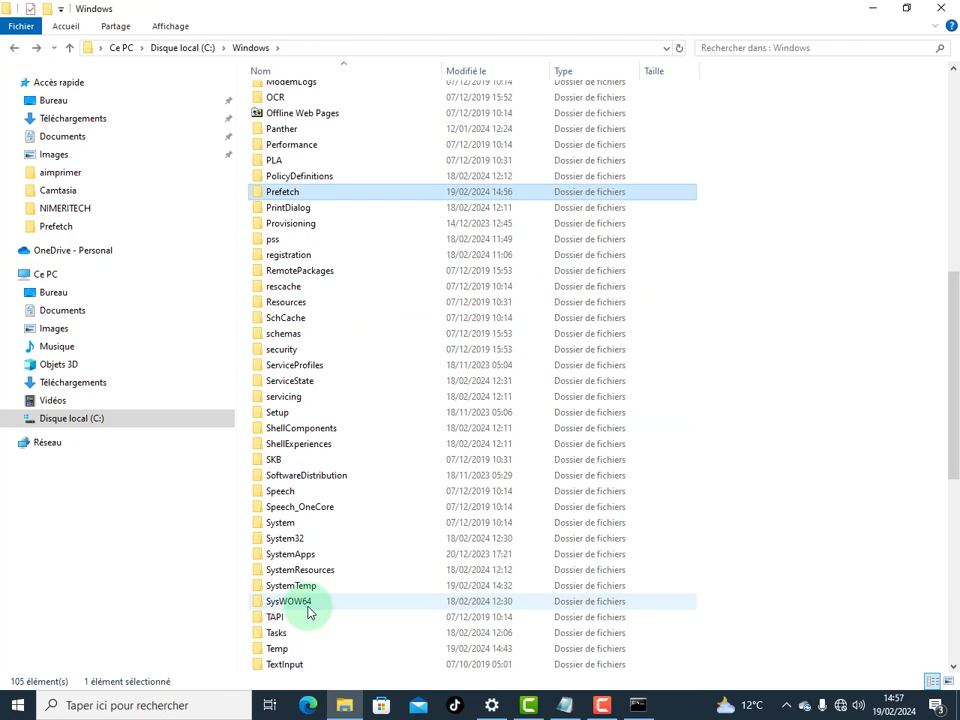 Windows
Fichier Accueil Partage Affichage
Ce PC Disque local (C:) Windows Rechercher dans : Windows
Nom Modifié le Type Taille
Accès rapide
Bureau
Téléchargements
Documents
Images
aimprimer
Camtasia
NIMERITECH
Prefetch
OneDrive - Personal
Ce PC
Bureau
Documents
Images
Musique
Objets 3D
Téléchargements
Vidéos
Disque local (C:)
Réseau
ModemLogs 07/12/2019 10:14 Dossier de fichiers
OCR 07/12/2019 15:52 Dossier de fichiers
Offline Web Pages 07/12/2019 10:14 Dossier de fichiers
Panther 12/01/2024 12:24 Dossier de fichiers
Performance 07/12/2019 10:14 Dossier de fichiers
PLA 07/12/2019 10:31 Dossier de fichiers
PolicyDefinitions 18/02/2024 12:12 Dossier de fichiers
Prefetch 19/02/2024 14:56 Dossier de fichiers
PrintDialog 18/02/2024 12:11 Dossier de fichiers
Provisioning 14/12/2023 12:45 Dossier de fichiers
pss 18/02/2024 11:49 Dossier de fichiers
registration 18/02/2024 11:06 Dossier de fichiers
RemotePackages 07/12/2019 15:53 Dossier de fichiers
rescache 07/12/2019 10:14 Dossier de fichiers
Resources 07/12/2019 10:31 Dossier de fichiers
SchCache 07/12/2019 10:14 Dossier de fichiers
schemas 07/12/2019 15:53 Dossier de fichiers
security 07/12/2019 15:53 Dossier de fichiers
ServiceProfiles 18/11/2023 05:04 Dossier de fichiers
ServiceState 18/02/2024 12:31 Dossier de fichiers
servicing 18/02/2024 12:11 Dossier de fichiers
Setup 18/11/2023 05:06 Dossier de fichiers
ShellComponents 18/02/2024 12:11 Dossier de fichiers
ShellExperiences 18/02/2024 12:11 Dossier de fichiers
SKB 07/12/2019 10:31 Dossier de fichiers
SoftwareDistribution 18/11/2023 05:29 Dossier de fichiers
Speech 07/12/2019 10:14 Dossier de fichiers
Speech_OneCore 07/12/2019 10:14 Dossier de fichiers
System 07/12/2019 10:14 Dossier de fichiers
System32 18/02/2024 12:30 Dossier de fichiers
SystemApps 20/12/2023 17:21 Dossier de fichiers
SystemResources 18/02/2024 12:12 Dossier de fichiers
SystemTemp 19/02/2024 14:32 Dossier de fichiers
SysWOW64 18/02/2024 12:30 Dossier de fichiers
TAPI 07/12/2019 10:14 Dossier de fichiers
Tasks 18/02/2024 12:06 Dossier de fichiers
Temp 19/02/2024 14:43 Dossier de fichiers
TextInput 07/10/2019 05:01 Dossier de fichiers
105 élément(s) 1 élément sélectionné
Taper ici pour rechercher 12°C 14:57
19/02/2024 3